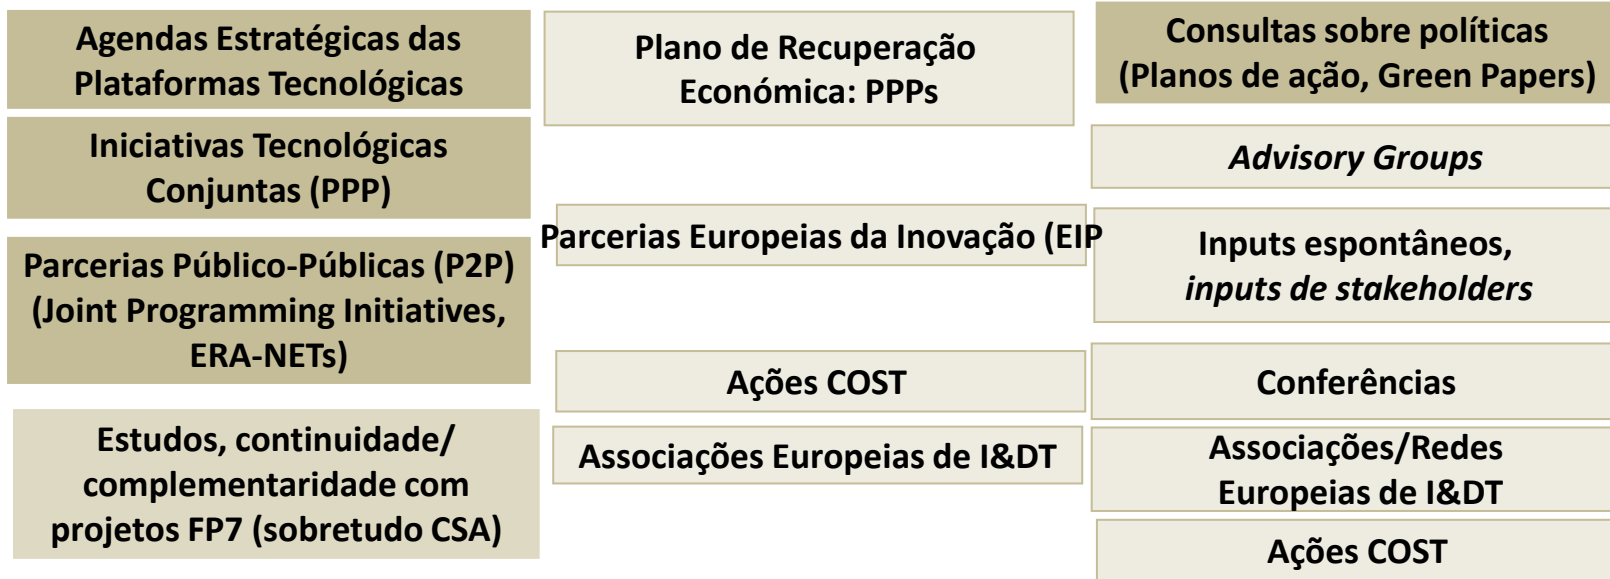 Agendas Estratégicas das
Plataformas Tecnológicas
Iniciativas Tecnológicas
Conjuntas (PPP)
Parcerias Público-Públicas (P2P)
(Joint Programming Initiatives,
ERA-NETs)
Estudos, continuidade/
complementaridade com
projetos FP7 (sobretudo CSA)
Plano de Recuperação
Económica: PPPs
Parcerias Europeias da Inovação (EIP
Ações COST
Associações Europeias de I&DT
Consultas sobre políticas
(Planos de ação, Green Papers)
Advisory Groups
Inputs espontâneos,
inputs de stakeholders
Conferências
Associações/Redes
Europeias de I&DT
Ações COST